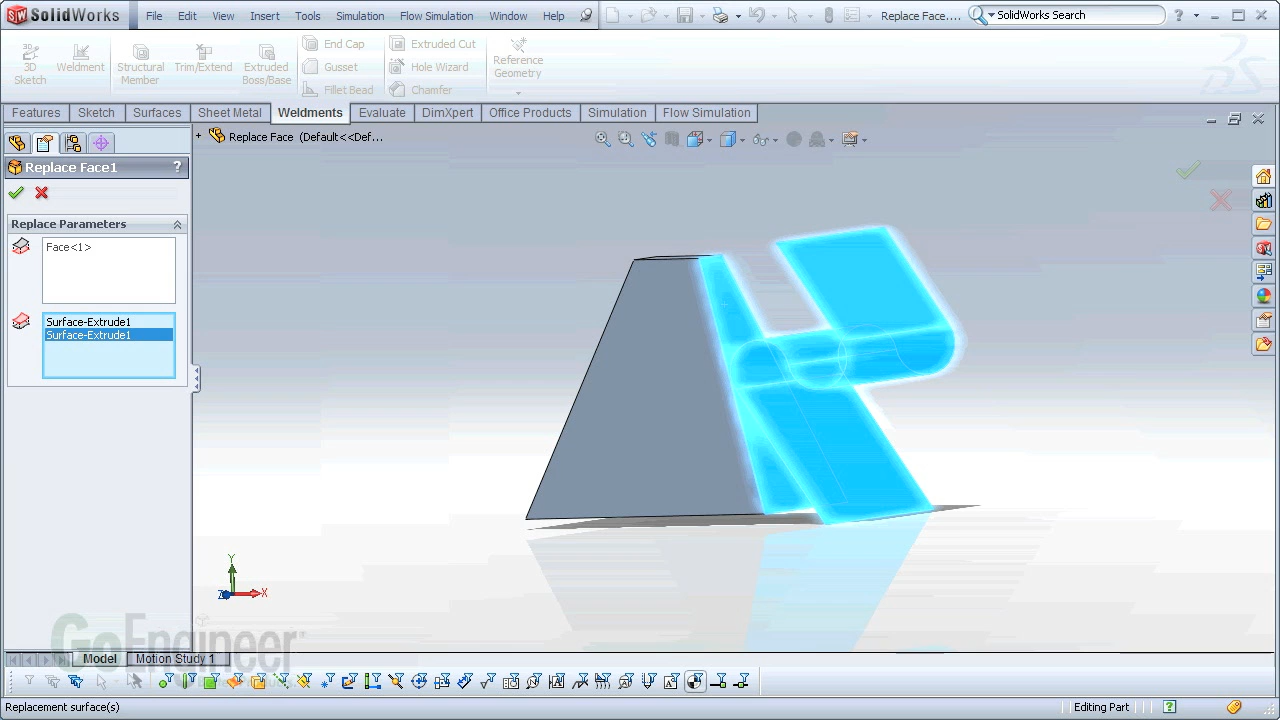 SolidWorks File Edit View Insert Tools Simulation Flow Simulation Window Help Replace Face.... SolidWorks Search ?
3D Sketch
Weldment
Structural Member
Trim/Extend
Extruded Boss/Base
End Cap
Gusset
Fillet Bead
Extruded Cut
Hole Wizard
Chamfer
Reference Geometry
Features Sketch Surfaces Sheet Metal Weldments Evaluate DimXpert Office Products Simulation Flow Simulation
Replace Face (Default<<Def...
Replace Face1 ?
Replace Parameters
Face<1>
Surface-Extrude1
Surface-Extrude1
Y
Z X
GoEngineer
Model Motion Study 1
Replacement surface(s) Editing Part ?